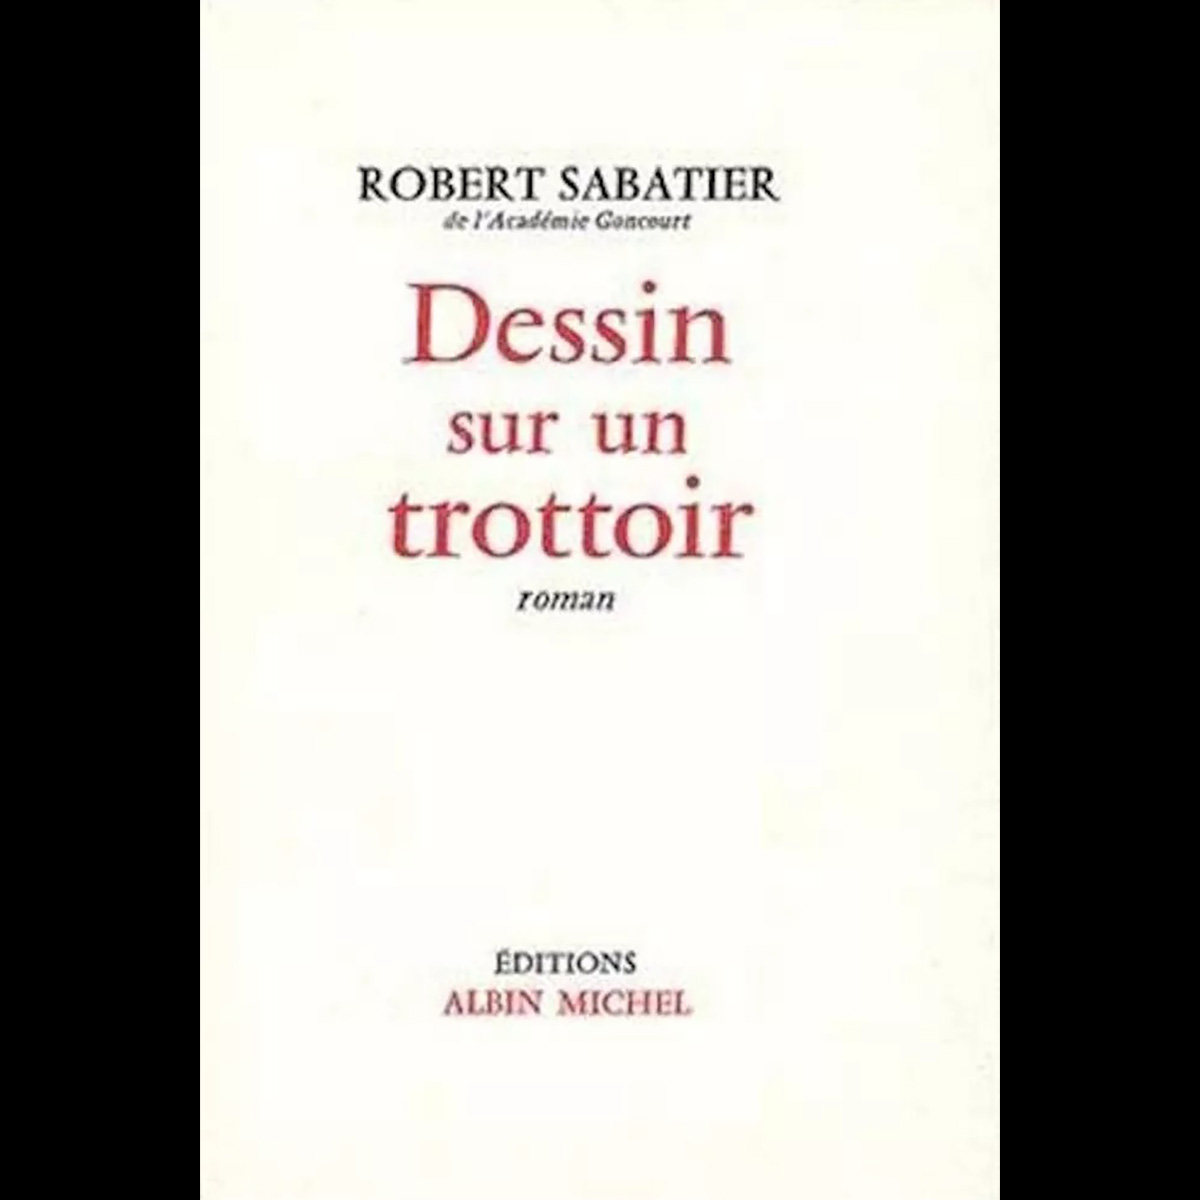 ROBERT SABATIER
de l'Académie Goncourt
Dessin
sur un
trottoir
roman
ÉDITIONS
ALBIN MICHEL